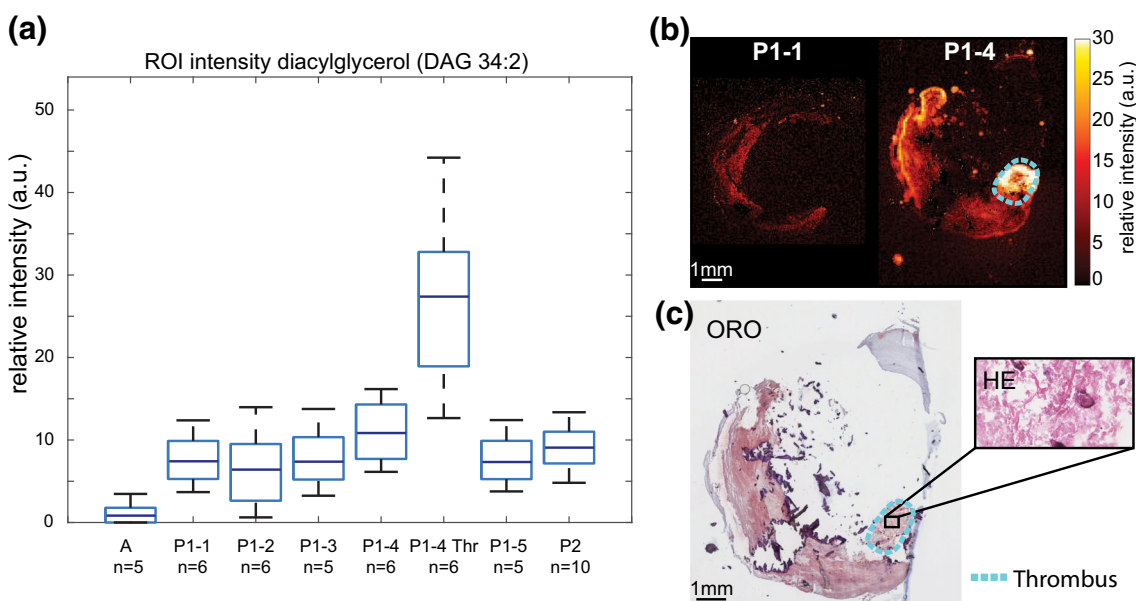 (a)
ROI intensity diacylglycerol (DAG 34:2)
relative intensity (a.u.)
50
40
30
20
10
0
A P1-1 P1-2 P1-3 P1-4 P1-4 Thr P1-5 P2
n=5 n=6 n=6 n=5 n=6 n=6 n=5 n=10
(b)
P1-1 P1-4
1mm
30
25
20
15
10
5
0
relative intensity (a.u.)
(c)
ORO
HE
1mm
Thrombus